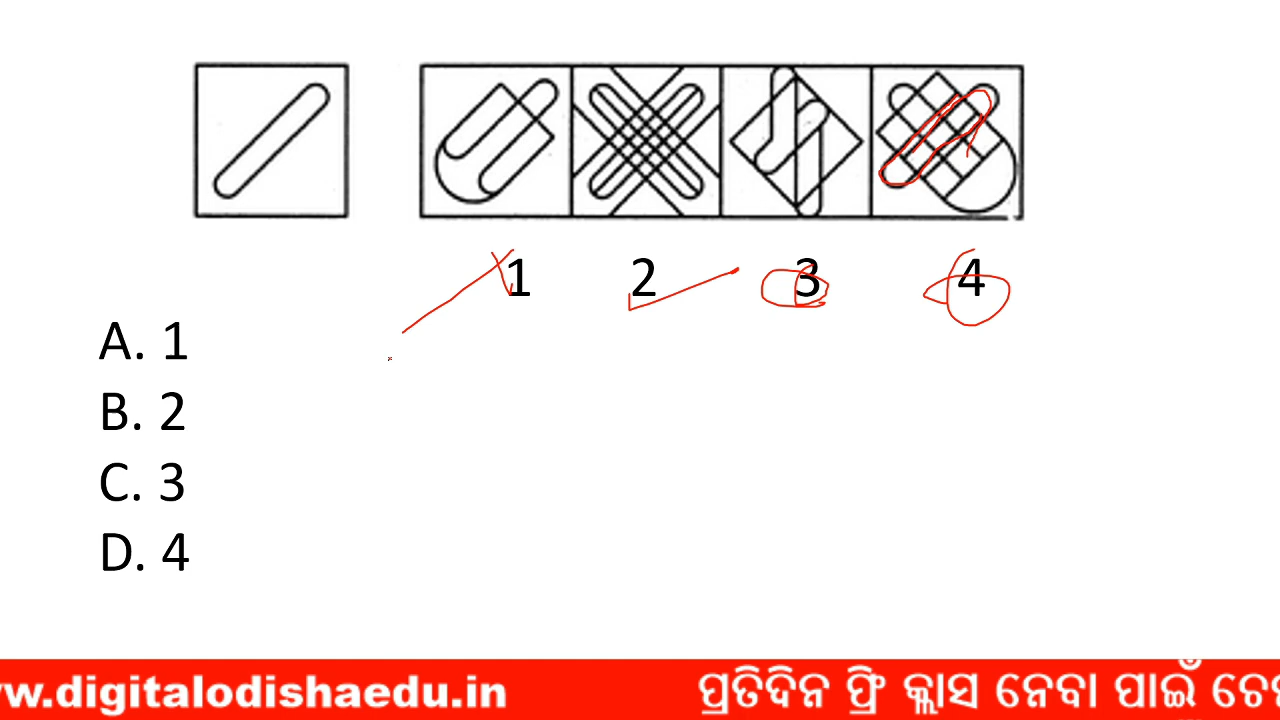 1 2 3 4
A. 1
B. 2
C. 3
D. 4
w.digitalodishaedu.in ପ୍ରତିଦିନ ଫ୍ରି କ୍ଲାସ ନେବା ପାଇଁ